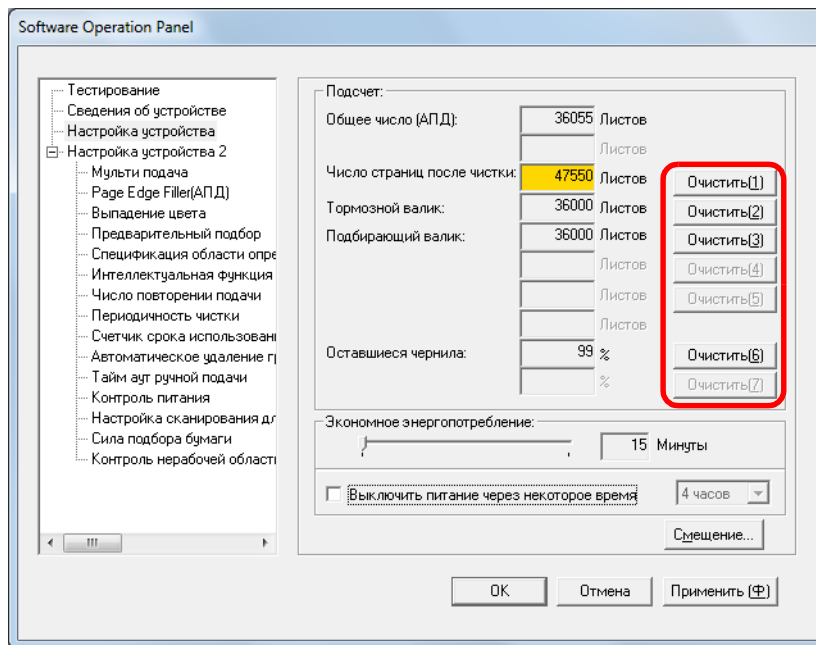 Software Operation Panel
Тестирование
Сведения об устройстве
Настройка устройства
Настройка устройства 2
Мульти подача
Page Edge Filler(АПД)
Выпадение цвета
Предварительный подбор
Спецификация области опре
Интеллектуальная функция
Число повторении подачи
Периодичность чистки
Счетчик срока использован
Автоматическое удаление г
Тайм аут ручной подачи
Контроль питания
Настройка сканирования дл
Сила подбора бумаги
Контроль нерабочей област
Подсчет:
Общее число (АПД): 36055 Листов
Листов
Число страниц после чистки: 47550 Листов Очистить(1)
Тормозной валик: 36000 Листов Очистить(2)
Подбирающий валик: 36000 Листов Очистить(3)
Листов Очистить(4)
Листов Очистить(5)
Листов
Оставшиеся чернила: 99 % Очистить(6)
% Очистить(7)
Экономное энергопотребление:
15 Минуты
Выключить питание через некоторое время 4 часов
Смещение...
OK Отмена Применить (Ф)